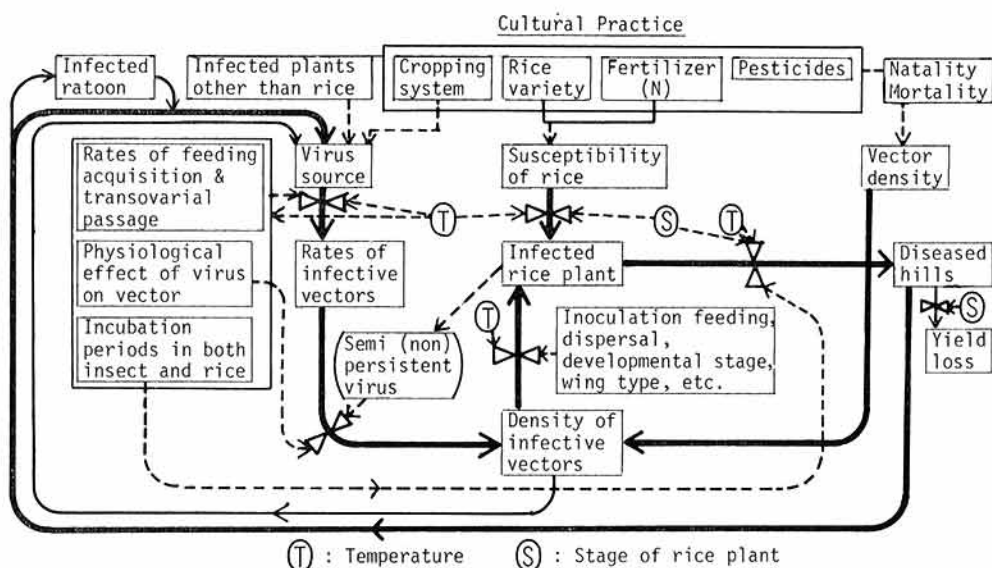 Cultural Practice
Infected
ratoon
Infected plants
other than rice
Cropping
system
Rice
variety
Fertilizer
(N)
Pesticides
Natality
Mortality
Rates of feeding
acquisition &
transovarial
passage
Virus
source
Susceptibility
of rice
Vector
density
T
S
T
Physiological
effect of virus
on vector
Rates of
infective
vectors
Infected
rice plant
Diseased
hills
Incubation
periods in both
insect and rice
Semi (non)
persistent
virus
T
Inoculation feeding,
dispersal,
developmental stage,
wing type, etc.
S
Yield
loss
Density of
infective
vectors
T : Temperature
S : Stage of rice plant